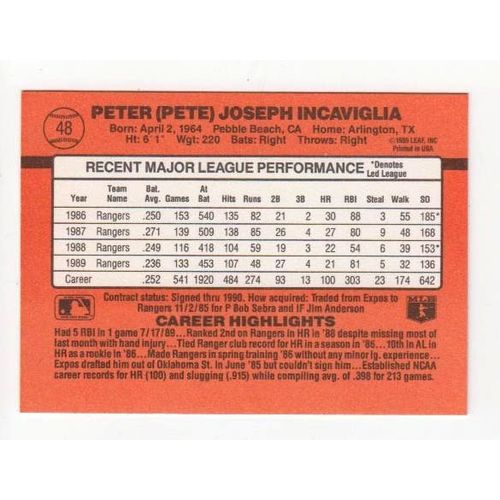 48
PETER (PETE) JOSEPH INCAVIGLIA
Born: April 2, 1964 Pebble Beach, CA Home: Arlington, TX
Ht: 6'1" Wgt: 220 Bats: Right Throws: Right
©1989 LEAF, INC
Printed in USA
RECENT MAJOR LEAGUE PERFORMANCE *Denotes Led League
Year Team Name Bat. Avg. Games At Bat Hits Runs 2B 3B HR RBI Steal Walk SO
1986 Rangers .250 153 540 135 82 21 2 30 88 3 55 185*
1987 Rangers .271 139 509 138 85 26 4 27 80 9 48 168
1988 Rangers .249 116 418 104 59 19 3 22 54 6 39 153*
1989 Rangers .236 133 453 107 48 27 4 21 81 5 32 136
Career .252 541 1920 484 274 93 13 100 303 23 174 642
Contract status: Signed thru 1990. How acquired: Traded from Expos to
Rangers 11/2/85 for P Bob Sebra and IF Jim Anderson
CAREER HIGHLIGHTS
Had 5 RBI in 1 game 7/17/89... Ranked 2nd on Rangers in HR in '88 despite missing most of
last month with injury... Tied Ranger club record for HR in a season in '86... 10th in AL in
HR as a rookie in '86... Made Rangers in spring training '86 without any minor lg. experience...
Expos drafted him out of Oklahoma St. in June '85 but couldn't sign him... Established NCAA
career records for HR (100) and slugging (.915) while compiling avg. of .398 for 213 games.